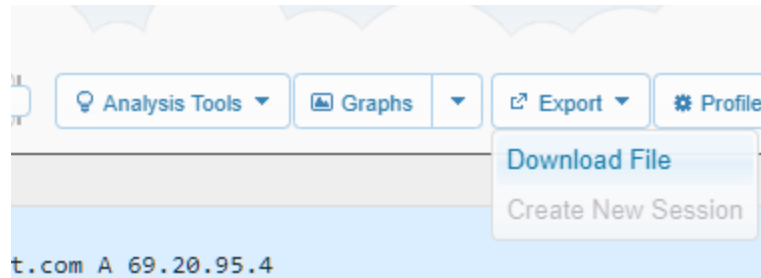 Analysis Tools Graphs Export Profile
Download File
Create New Session
t.com A 69.20.95.4